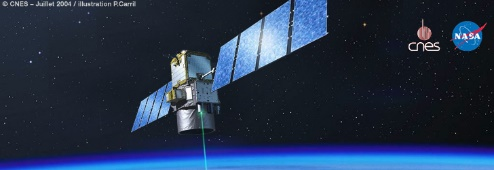 © CNES – Juillet 2004 / illustration P.Carril
cnes
NASA